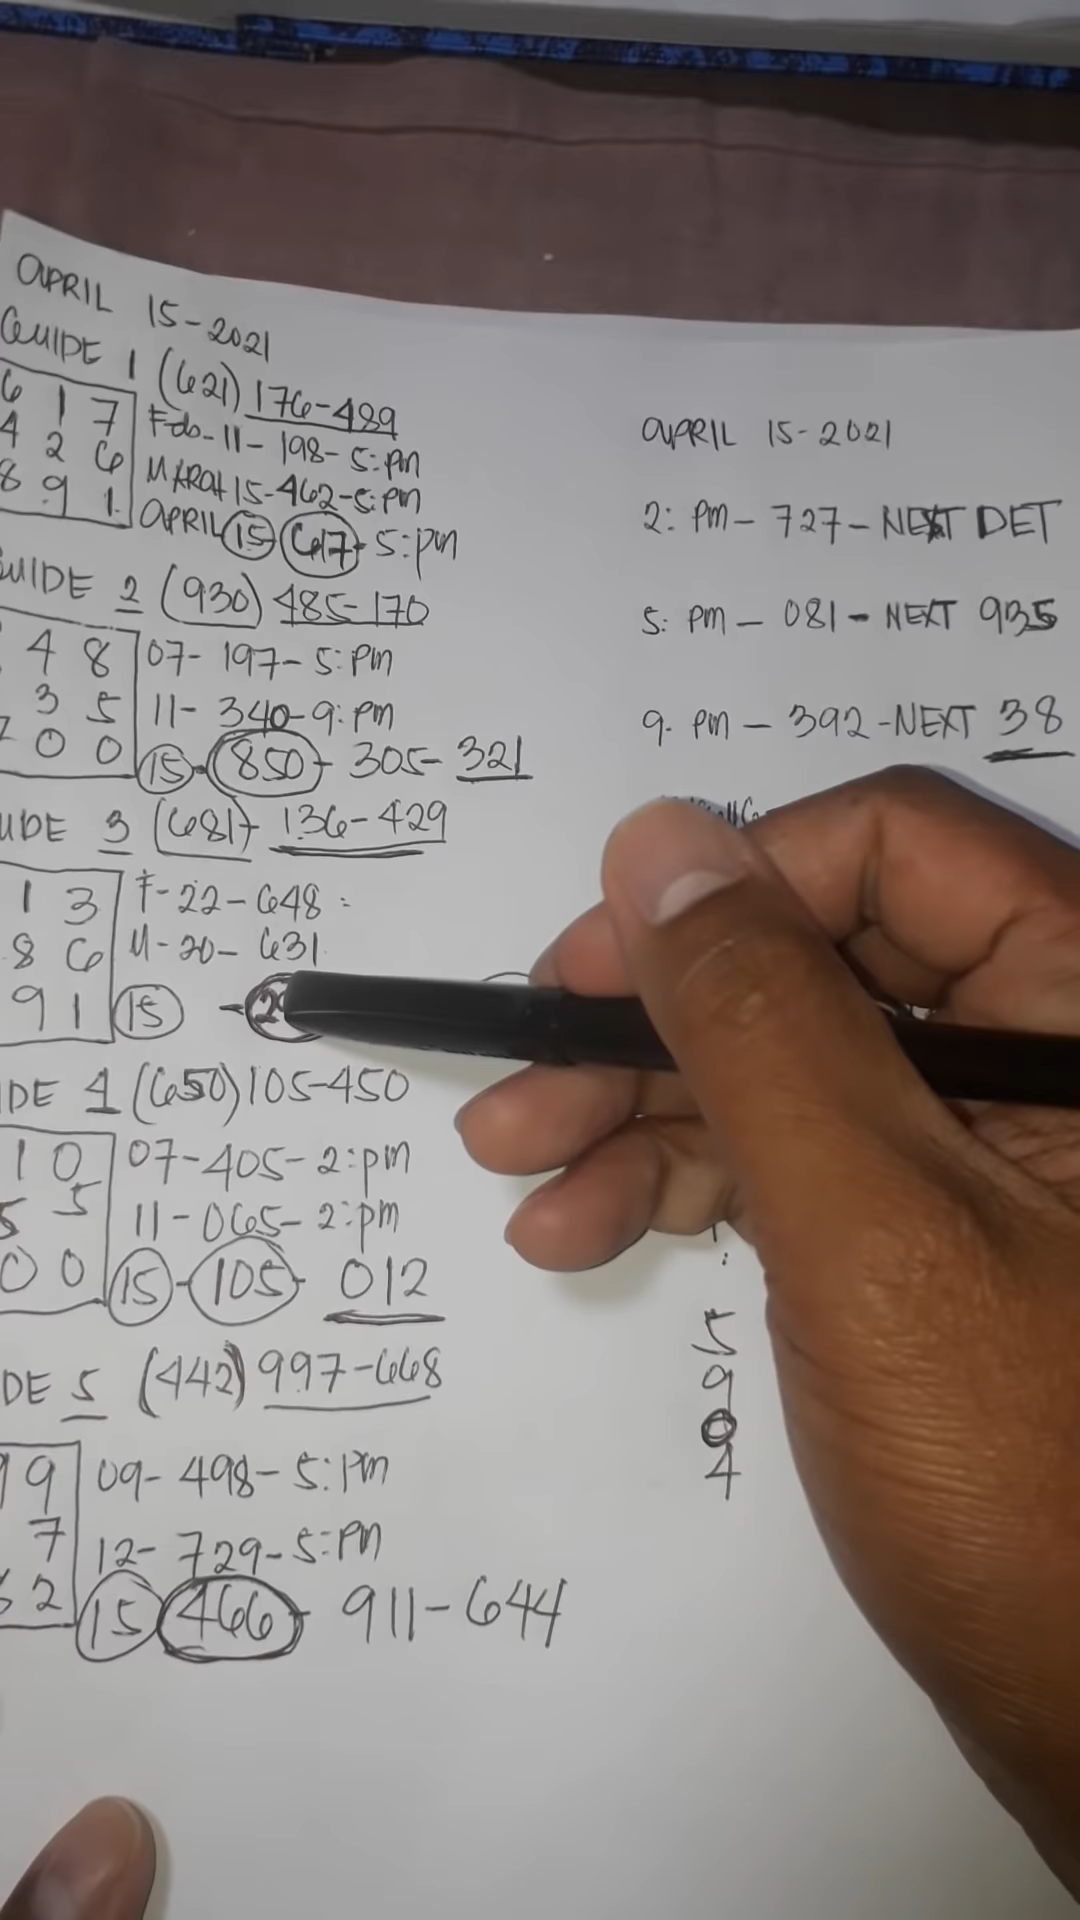 APRIL 15-2021
GUIDE 1 (621) 176-489
6 1 7
4 2 6
8 9 1
Feb-11-198-5:pm
MARCH 15-462-5:pm
APRIL 15-617-5:pm
GUIDE 2 (930) 485-170
4 8
3 5
7 0 0
07-197-5:pm
11-340-9:pm
15-850-305-321
UIDE 3 (681)-136-429
1 3
8 6
9 1
F-22-648:
M-20-631
15
IDE 4 (650)105-450
1 0
5 5
0 0
07-405-2:pm
11-065-2:pm
15-105-012
DE 5 (442) 997-668
9 9
7
6 2
09-498-5:pm
12-729-5:pm
15 466-911-644
APRIL 15-2021
2: pm-727-NEXT DET
5: pm-081-NEXT 935
9. pm-392-NEXT 38
5
9
0
4